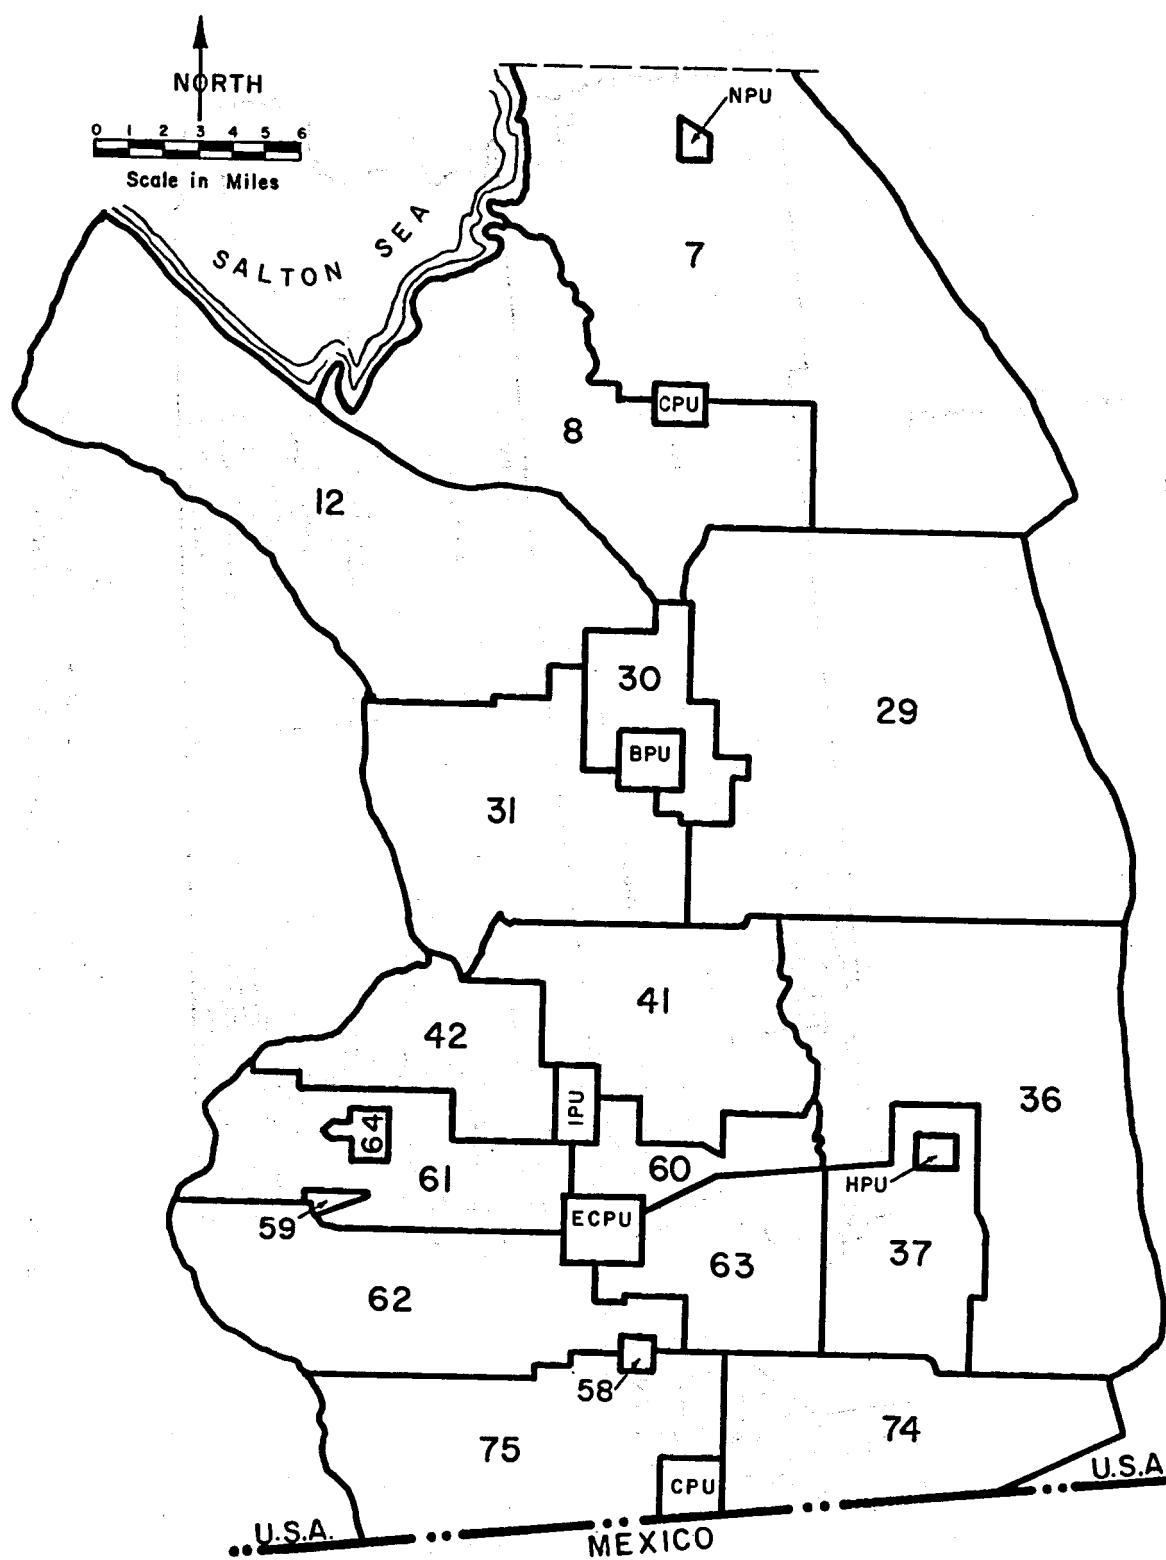 NORTH
0 1 2 3 4 5 6
Scale in Miles
NPU
SALTON SEA
7
CPU
8
12
30
29
BPU
31
41
42
IPU
36
64
60
61
HPU
59
ECPU
37
63
62
58
75
74
CPU
U.S.A
U.S.A.
MEXICO